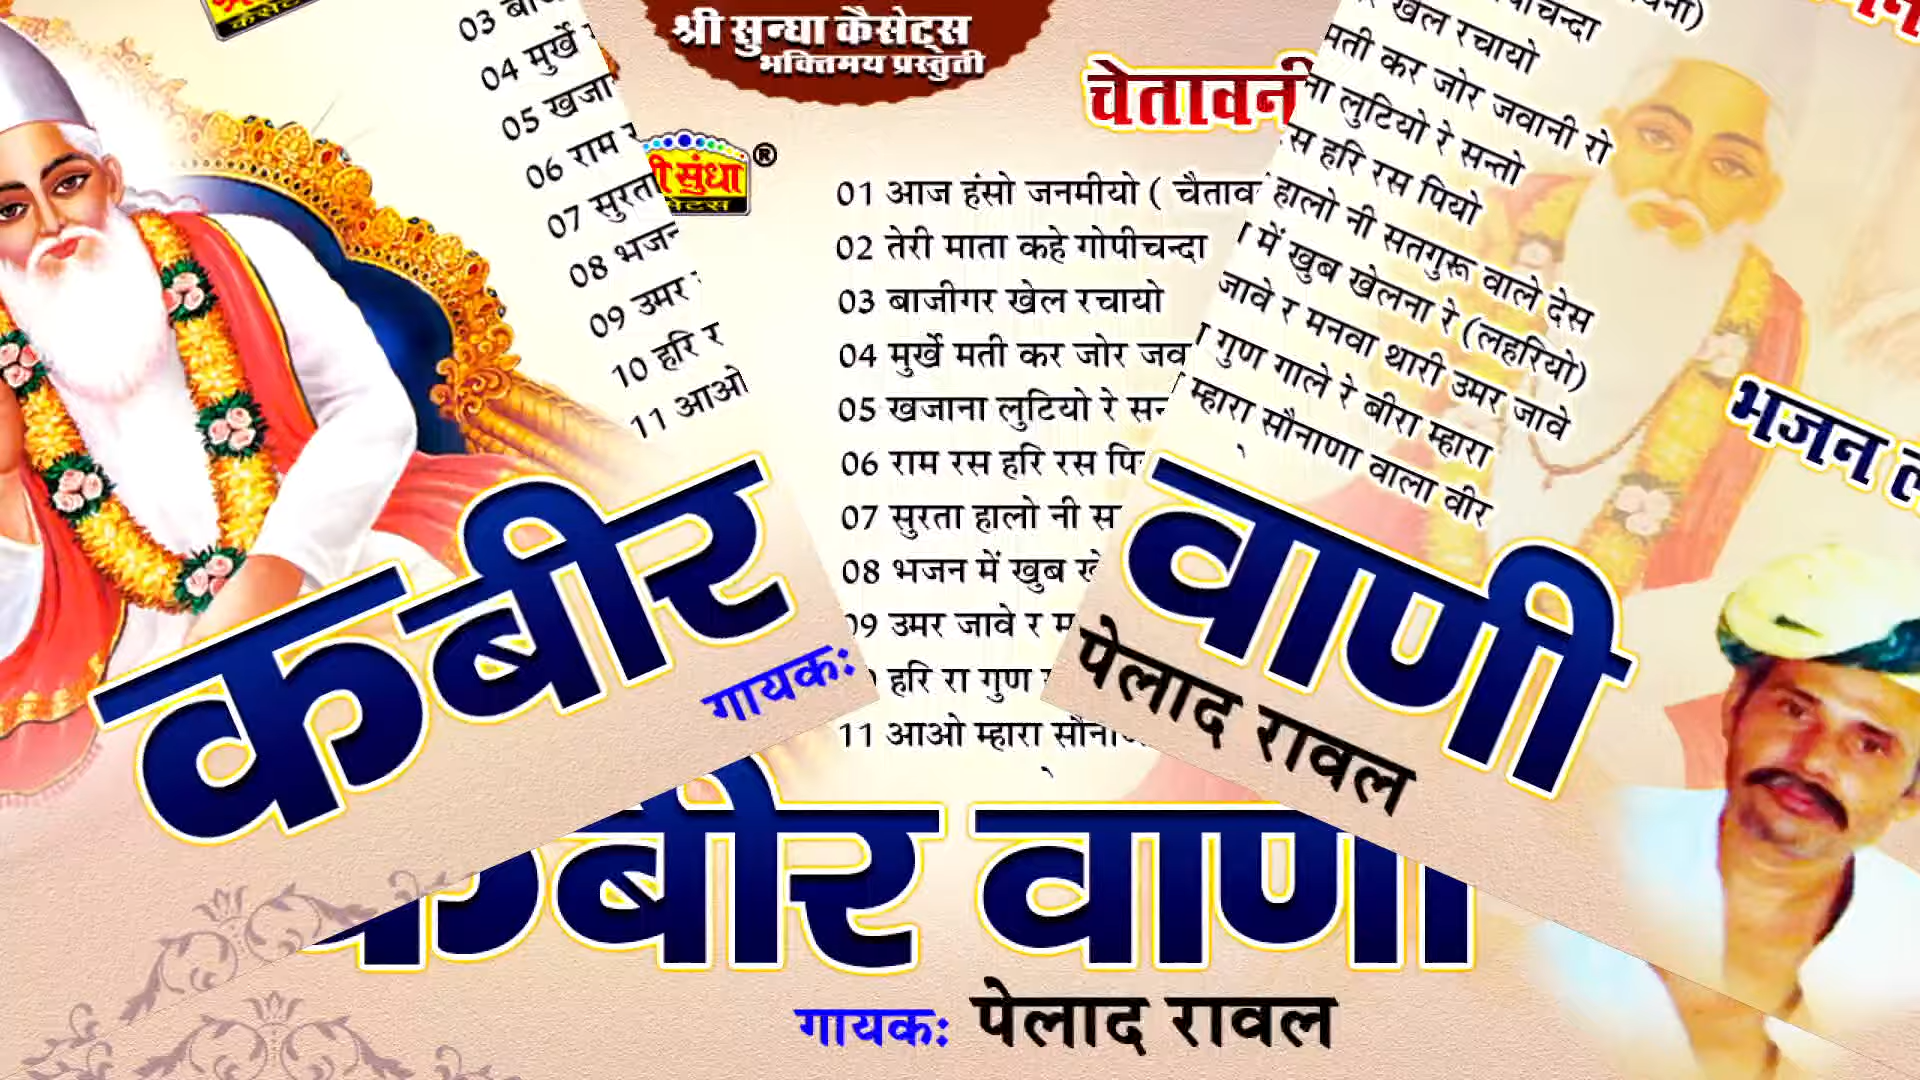 कैसेट
03 बा
04 मुर्खे
05 खजा
06 राम
07 सुरता
08 भजन
09 उमर
10 हरि र
11 आओ
कबीर
गायक:
श्री सुन्धा कैसेट्स
भक्तिमय प्रस्तुती
चेतावनी
सुंधा
®
01 आज हंसो जनमीयो ( चैताव
02 तेरी माता कहे गोपीचन्दा
03 बाजीगर खेल रचायो
04 मुर्खे मती कर जोर जव
05 खजाना लुटियो रे सन
06 राम रस हरि रस पि
07 सुरता हालो नी स
08 भजन में खुब खे
09 उमर जावे र म
हरि रा गुण
11 आओ म्हारा सौना
कबीर वाणी
गायक: पेलाद रावल
पीचन्दा
खेल रचायो
मती कर जोर जवानी रो
ना लुटियो रे सन्तो
स हरि रस पियो
हालो नी सतगुरू वाले देस
में खुब खेलना रे (लहरियो)
जावे र मनवा थारी उमर जावे
गुण गाले रे बीरा म्हारा
म्हारा सौनाणा वाला वीर
भजन ल
वाणी
पेलाद रावल